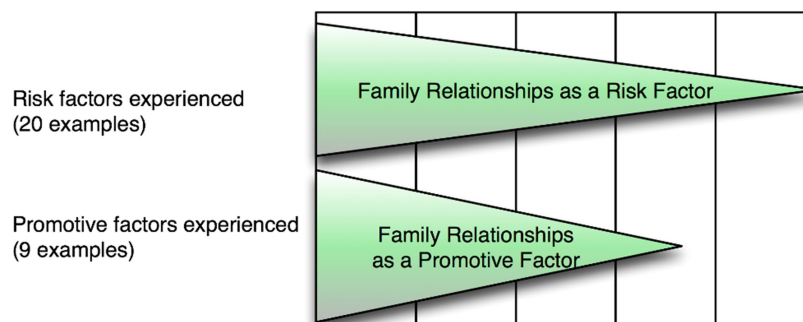 Risk factors experienced
(20 examples)
Family Relationships as a Risk Factor
Promotive factors experienced
(9 examples)
Family Relationships
as a Promotive Factor